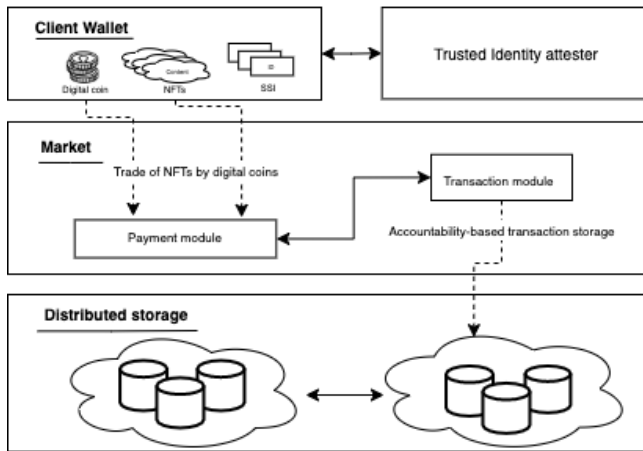 Client Wallet
Trusted Identity attester
Content
Digital coin
NFTs
SSI
Market
Trade of NFTs by digital coins
Transaction module
Payment module
Accountability-based transaction storage
Distributed storage